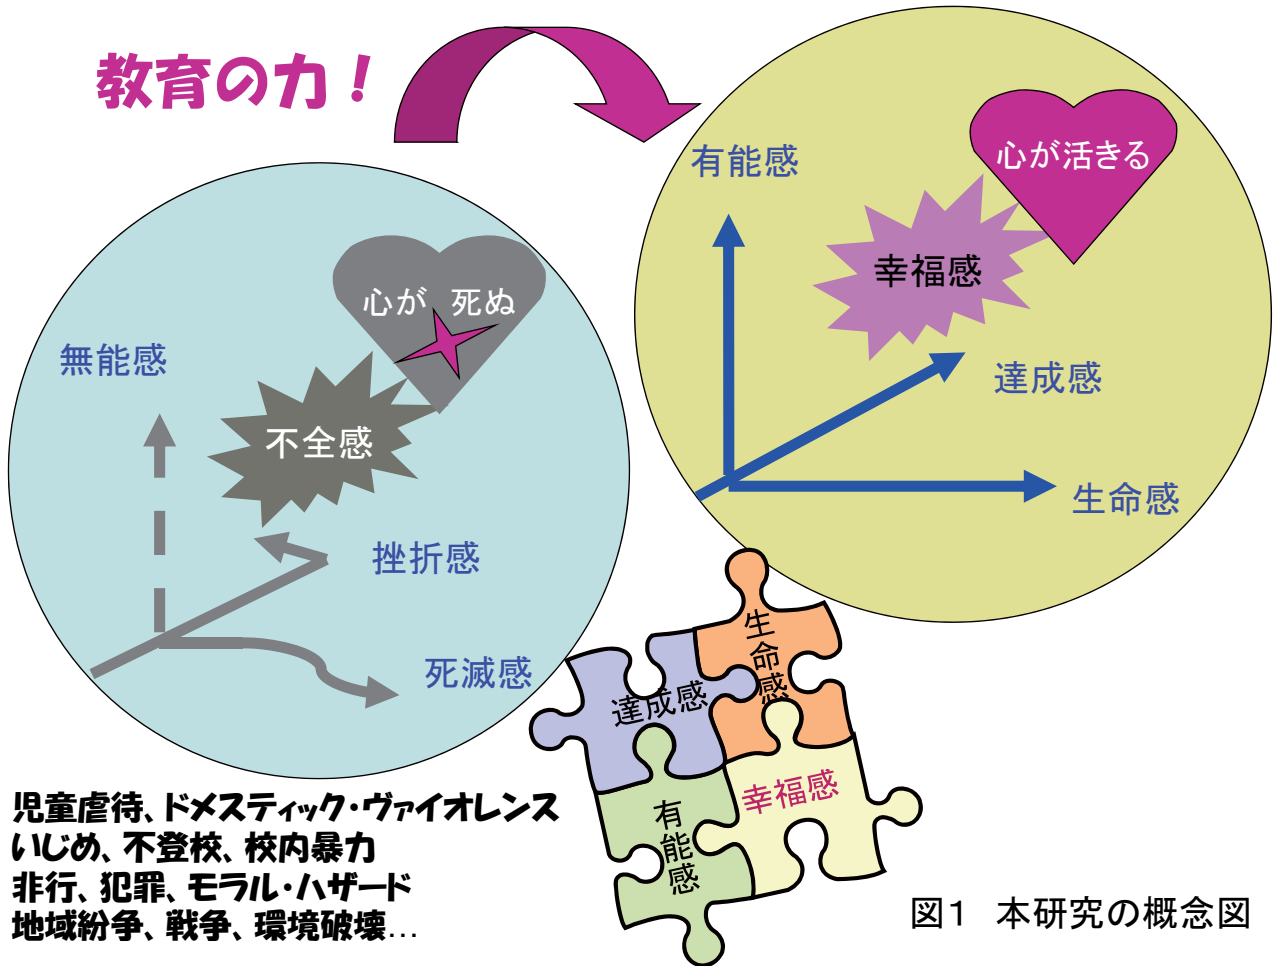 教育の力！
有能感
心が活きる
幸福感
達成感
生命感
心が 死ぬ
無能感
不全感
挫折感
死滅感
生命感
達成感
幸福感
有能感
児童虐待、ドメスティック・ヴァイオレンス
いじめ、不登校、校内暴力
非行、犯罪、モラル・ハザード
地域紛争、戦争、環境破壊…
図１ 本研究の概念図